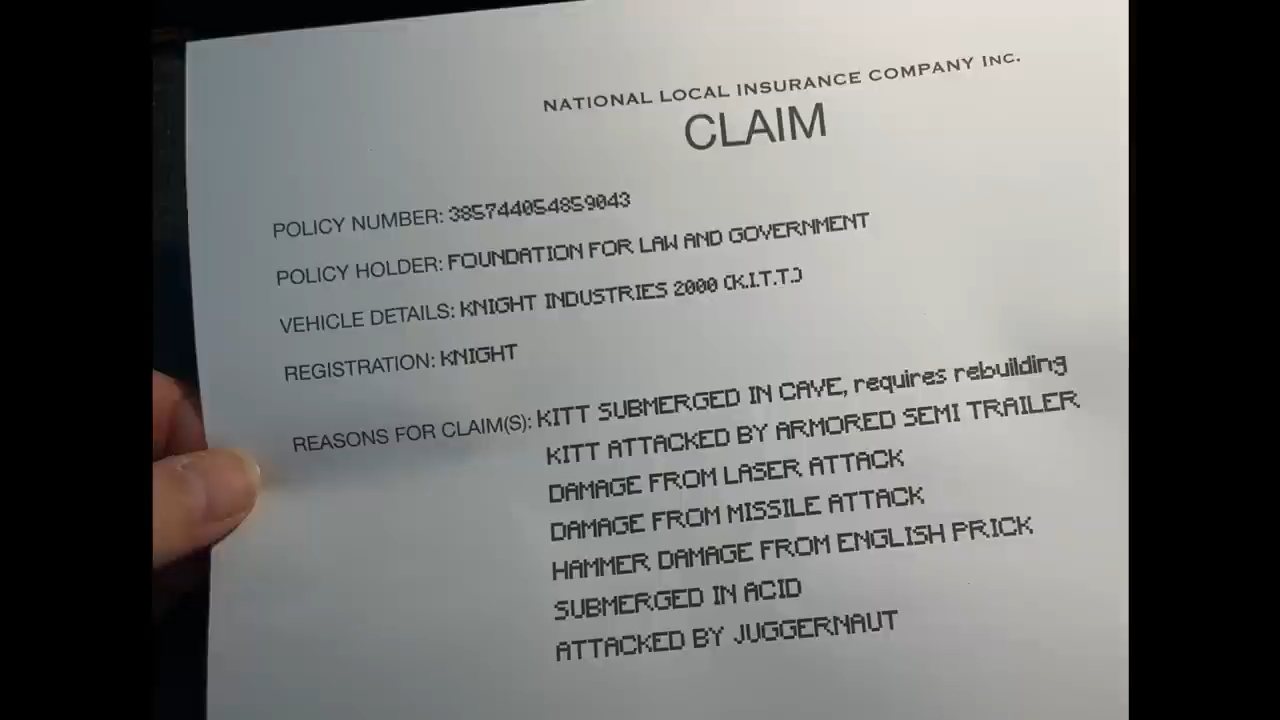 NATIONAL LOCAL INSURANCE COMPANY INC.
CLAIM
POLICY NUMBER: 385744054859043
POLICY HOLDER: FOUNDATION FOR LAW AND GOVERNMENT
VEHICLE DETAILS: KNIGHT INDUSTRIES 2000 (K.I.T.T.)
REGISTRATION: KNIGHT
REASONS FOR CLAIM(S): KITT SUBMERGED IN CAVE, requires rebuilding
KITT ATTACKED BY ARMORED SEMI TRAILER
DAMAGE FROM LASER ATTACK
DAMAGE FROM MISSILE ATTACK
HAMMER DAMAGE FROM ENGLISH PRICK
SUBMERGED IN ACID
ATTACKED BY JUGGERNAUT